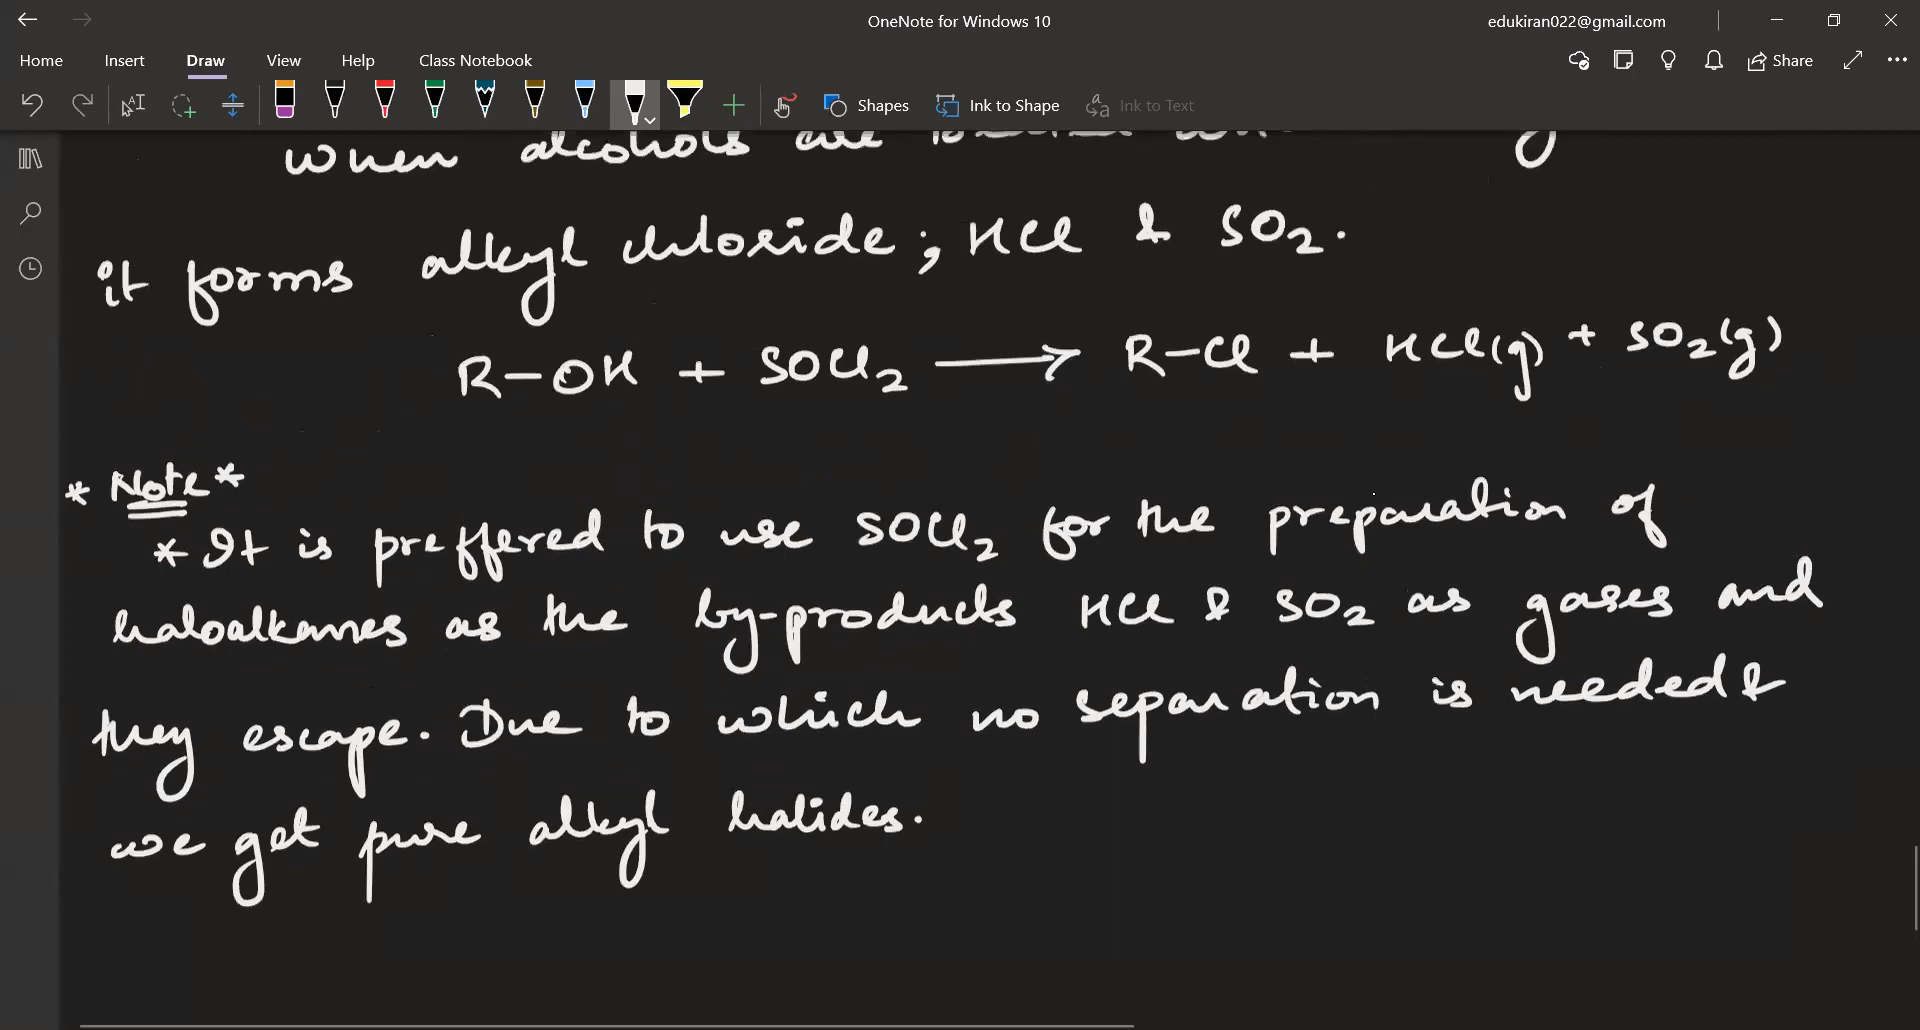 OneNote for Windows 10
edukiran022@gmail.com
Home Insert Draw View Help Class Notebook
Share
Shapes Ink to Shape Ink to Text
when alcohols are
it forms alkyl chloride ; HCl & SO₂.
R-OH + SOCl₂ ⟶ R-Cl + HCl(g) + SO₂(g)
* Note *
* It is preffered to use SOCl₂ for the preparation of
haloalkanes as the by-products HCl & SO₂ as gases and
they escape. Due to which no separation is needed &
we get pure alkyl halides.